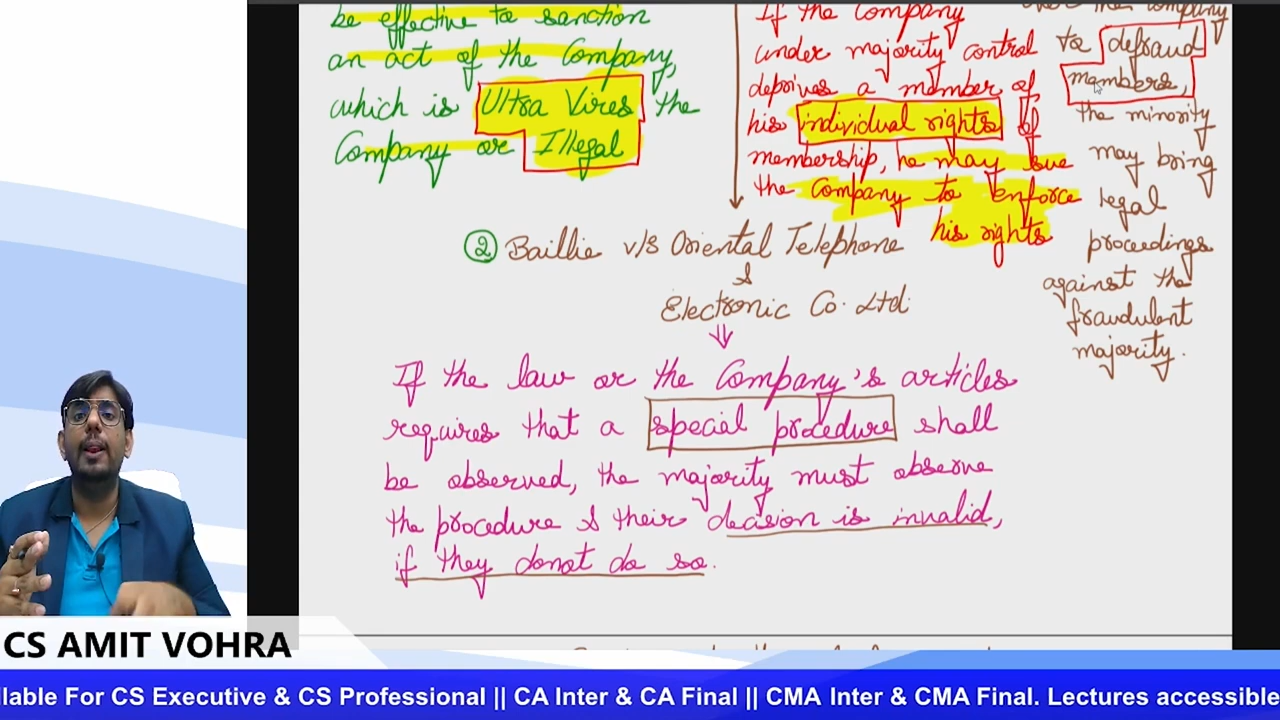 be effective to sanction
an act of the Company,
which is Ultra Vires the
Company or Illegal
If the Company
under majority control
deprives a member of
his individual rights of
membership, he may sue
the Company to enforce
his rights
over the company
to defraud
members,
the minority
may bring
legal
proceedings
against the
fraudulent
majority.
② Baillie v/s Oriental Telephone
&
Electronic Co. Ltd.
If the law or the Company's articles
requires that a special procedure shall
be observed, the majority must observe
the procedure & their decision is invalid,
if they donot do so.
CS AMIT VOHRA
llable For CS Executive & CS Professional || CA Inter & CA Final || CMA Inter & CMA Final. Lectures accessible